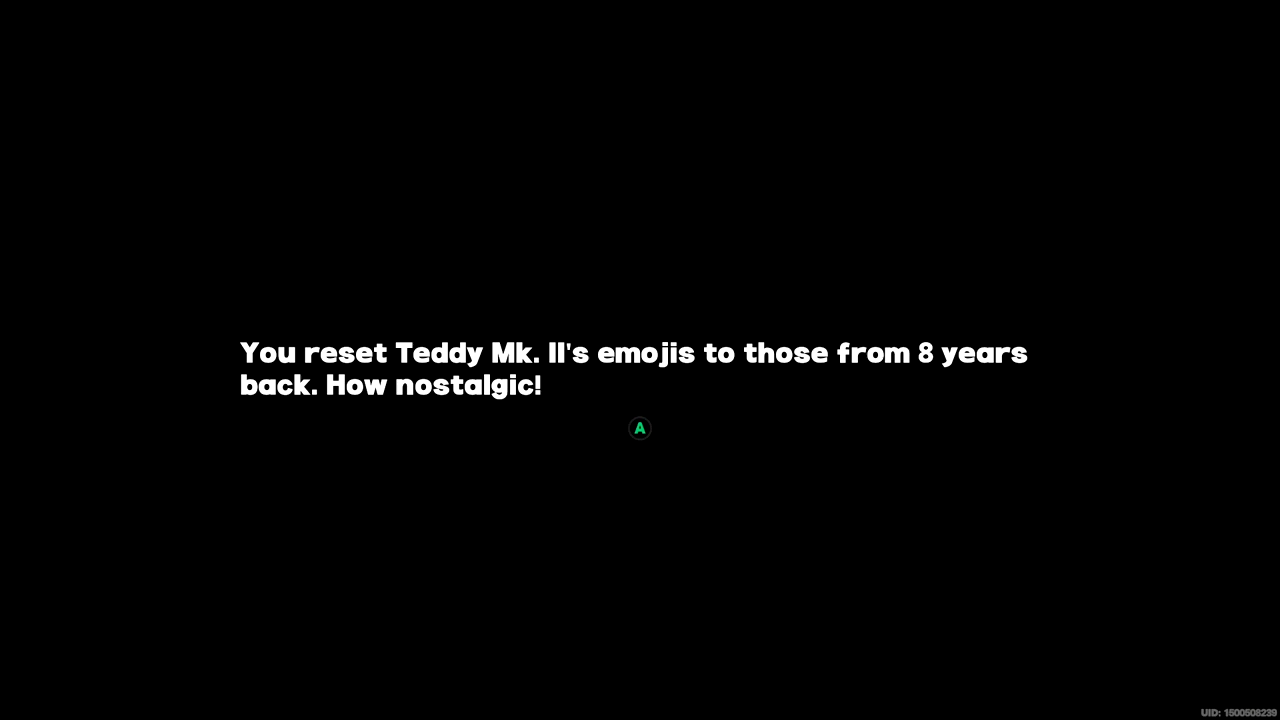 You reset Teddy Mk. II's emojis to those from 8 years
back. How nostalgic!
A
UID: 1500508239